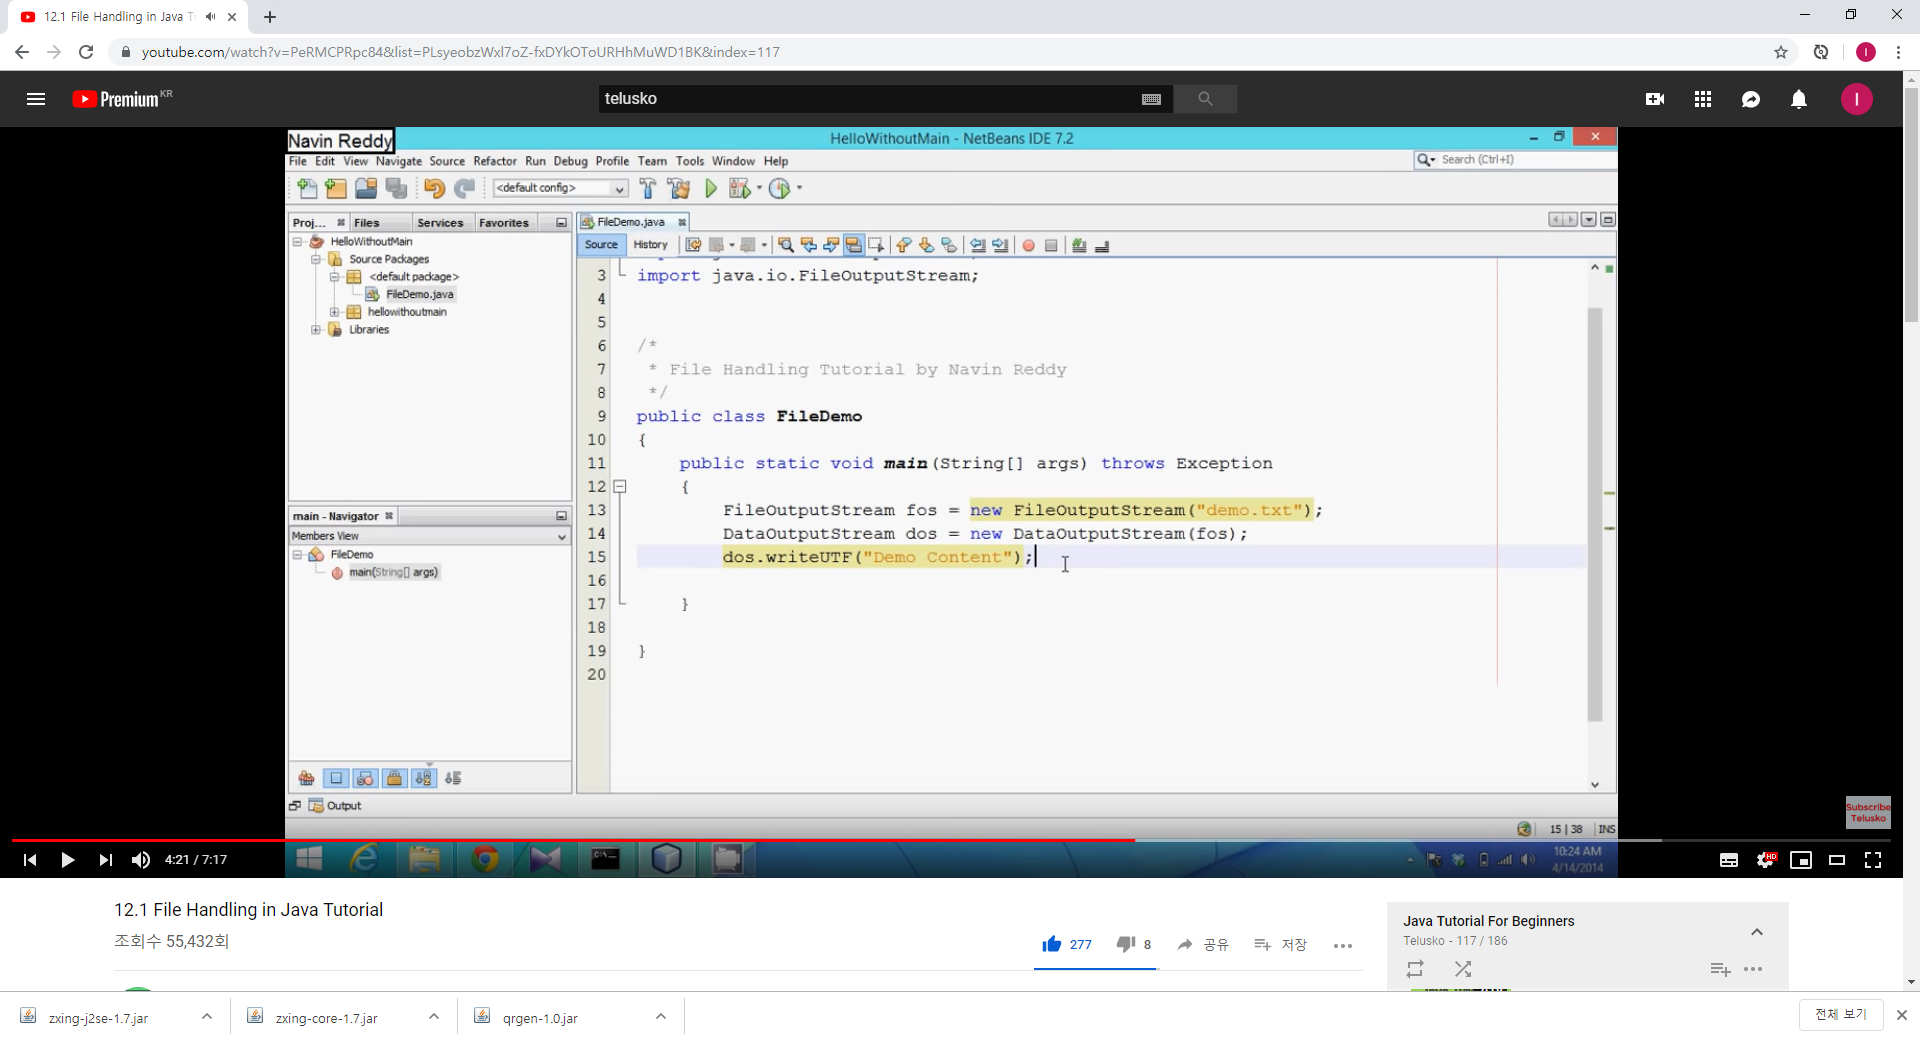 12.1 File Handling in Java T
youtube.com/watch?v=PeRMCPRpc84&list=PLsyeobzWxl7oZ-fxDYkOToURHhMuWD1BK&index=117
Premium KR
telusko
Navin Reddy
HelloWithoutMain - NetBeans IDE 7.2
File Edit View Navigate Source Refactor Run Debug Profile Team Tools Window Help
Search (Ctrl+I)
<default config>
Proj... Files Services Favorites
FileDemo.java
Source History
HelloWithoutMain
Source Packages
<default package>
FileDemo.java
hellowithoutmain
Libraries
main - Navigator
Members View
FileDemo
main(String[] args)
3 import java.io.FileOutputStream;
4
5
6 /*
7 * File Handling Tutorial by Navin Reddy
8 */
9 public class FileDemo
10 {
11 public static void main(String[] args) throws Exception
12 {
13 FileOutputStream fos = new FileOutputStream("demo.txt");
14 DataOutputStream dos = new DataOutputStream(fos);
15 dos.writeUTF("Demo Content");
16
17 }
18
19 }
20
Output
15 | 38 INS
Subscribe
Telusko
4:21 / 7:17
HD
10:24 AM
4/14/2014
12.1 File Handling in Java Tutorial
조회수 55,432회
277 8 공유 저장
Java Tutorial For Beginners
Telusko - 117 / 186
zxing-j2se-1.7.jar
zxing-core-1.7.jar
qrgen-1.0.jar
전체 보기